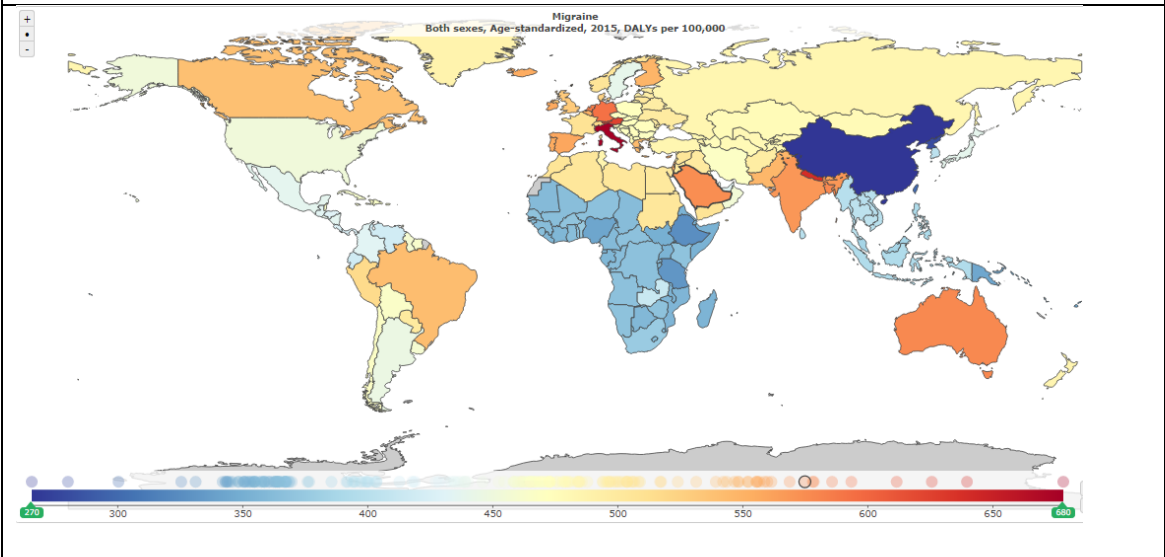 +
•
-
Migraine
Both sexes, Age-standardized, 2015, DALYs per 100,000
270 300 350 400 450 500 550 600 650 680